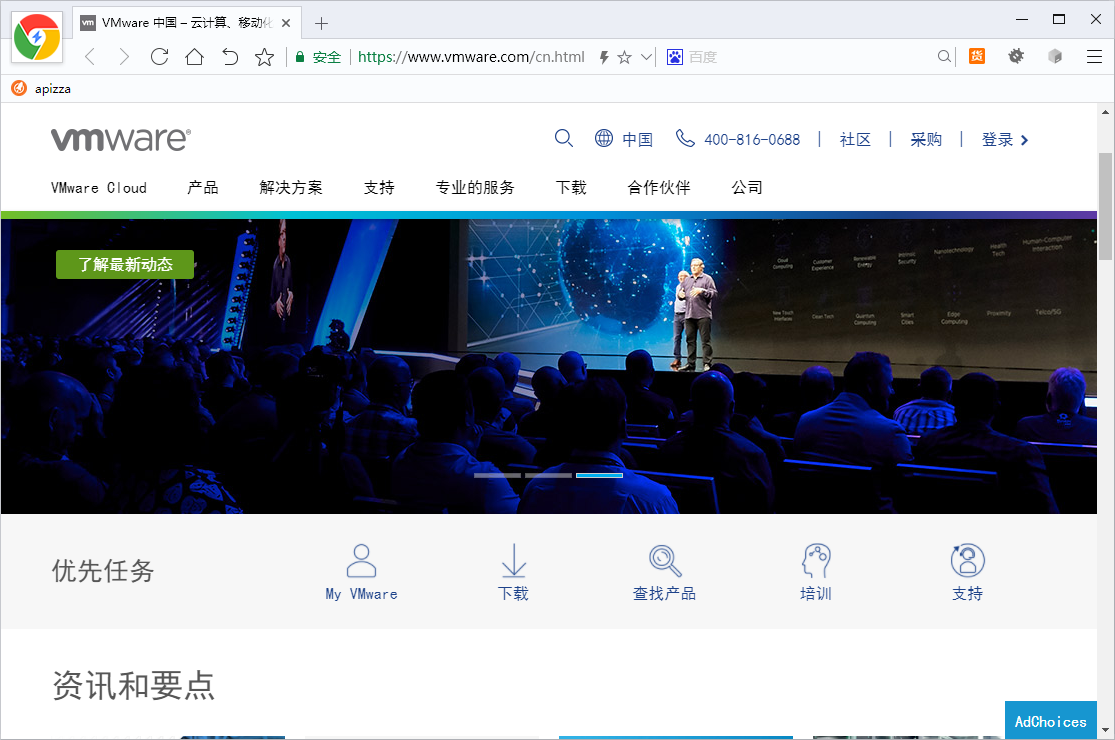 vm VMware 中国 – 云计算、移动化
安全 https://www.vmware.com/cn.html 百度 货
apizza
vmware®
中国 400-816-0688 | 社区 | 采购 | 登录
VMware Cloud 产品 解决方案 支持 专业的服务 下载 合作伙伴 公司
了解最新动态
Cloud Computing
Customer Experience
Renewable Energy
Intrinsic Security
Nanotechnology
Health Tech
Human-Computer Interaction
New Touch Interfaces
Clean Tech
Quantum Computing
Smart Cities
Edge Computing
Proximity
Telco/5G
优先任务
My VMware 下载 查找产品 培训 支持
资讯和要点
AdChoices